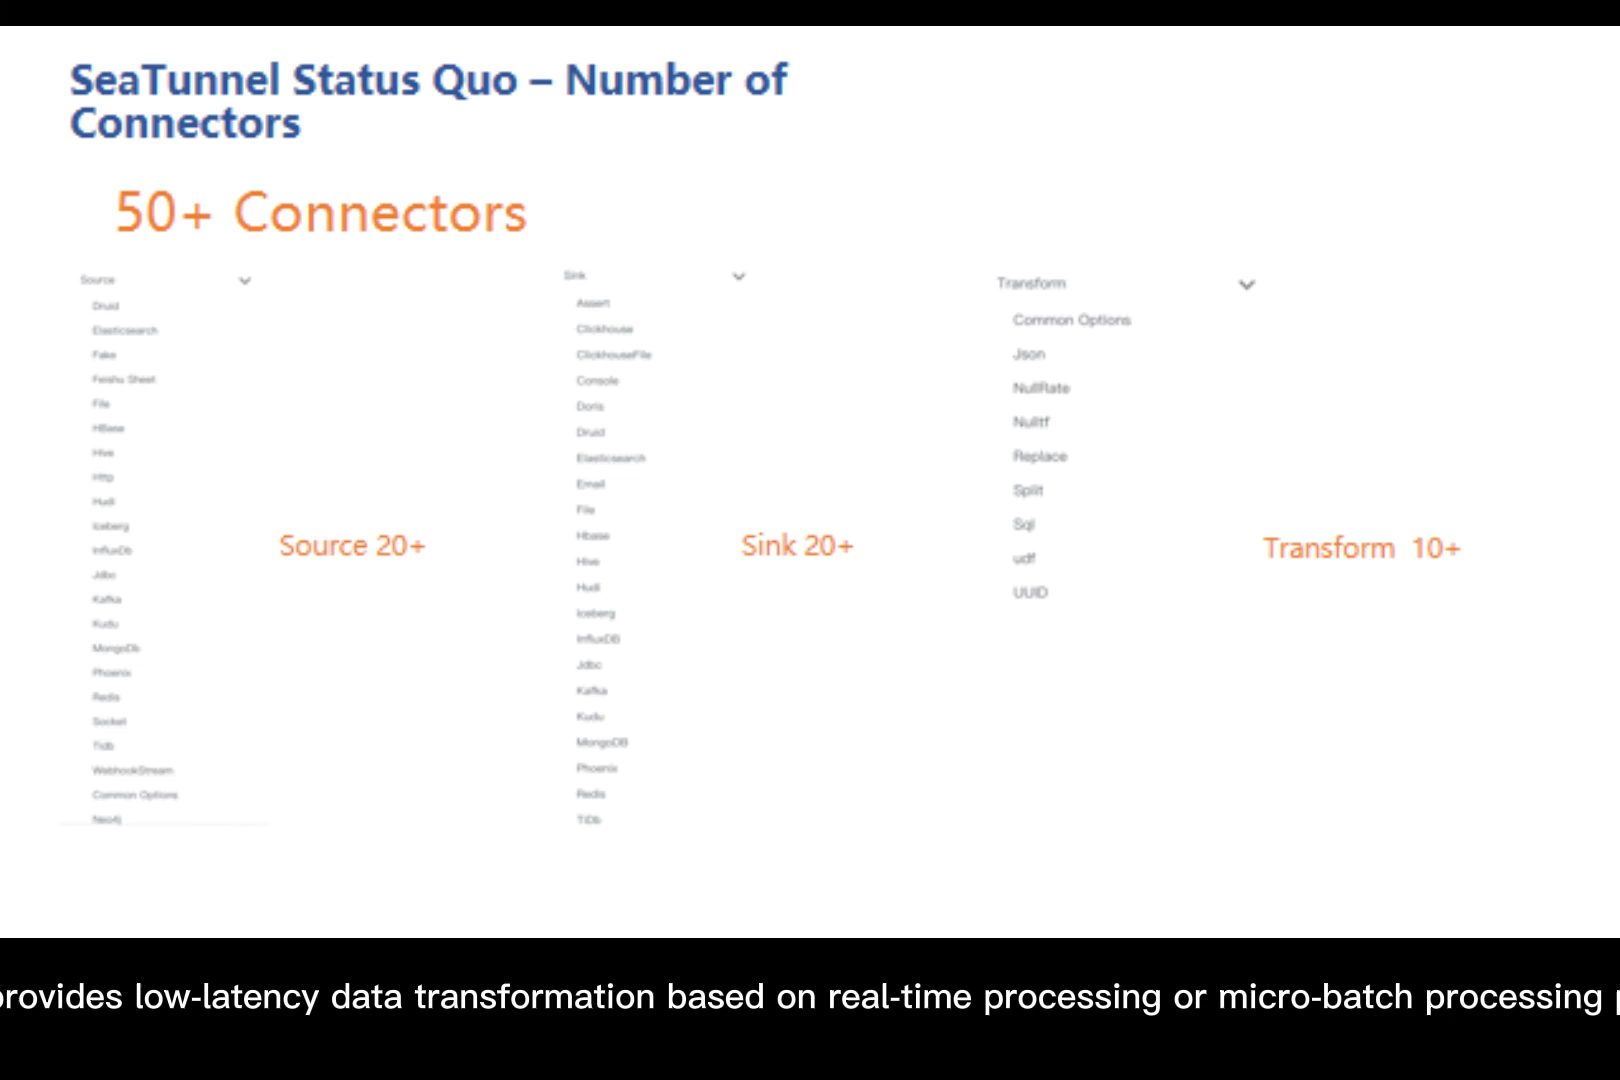 SeaTunnel Status Quo – Number of
Connectors
50+ Connectors
Source
Druid
Elasticsearch
Fake
Feishu Sheet
File
HBase
Hive
Http
Hudi
Iceberg
InfluxDb
Jdbc
Kafka
Kudu
MongoDb
Phoenix
Redis
Socket
Tidb
WebhookStream
Common Options
Neo4j
Source 20+
Sink
Assert
Clickhouse
ClickhouseFile
Console
Doris
Druid
Elasticsearch
Email
File
Hbase
Hive
Hudi
Iceberg
InfluxDB
Jdbc
Kafka
Kudu
MongoDB
Phoenix
Redis
TiDb
Sink 20+
Transform
Common Options
Json
NullRate
Nulltf
Replace
Split
Sql
udf
UUID
Transform 10+
provides low-latency data transformation based on real-time processing or micro-batch processing